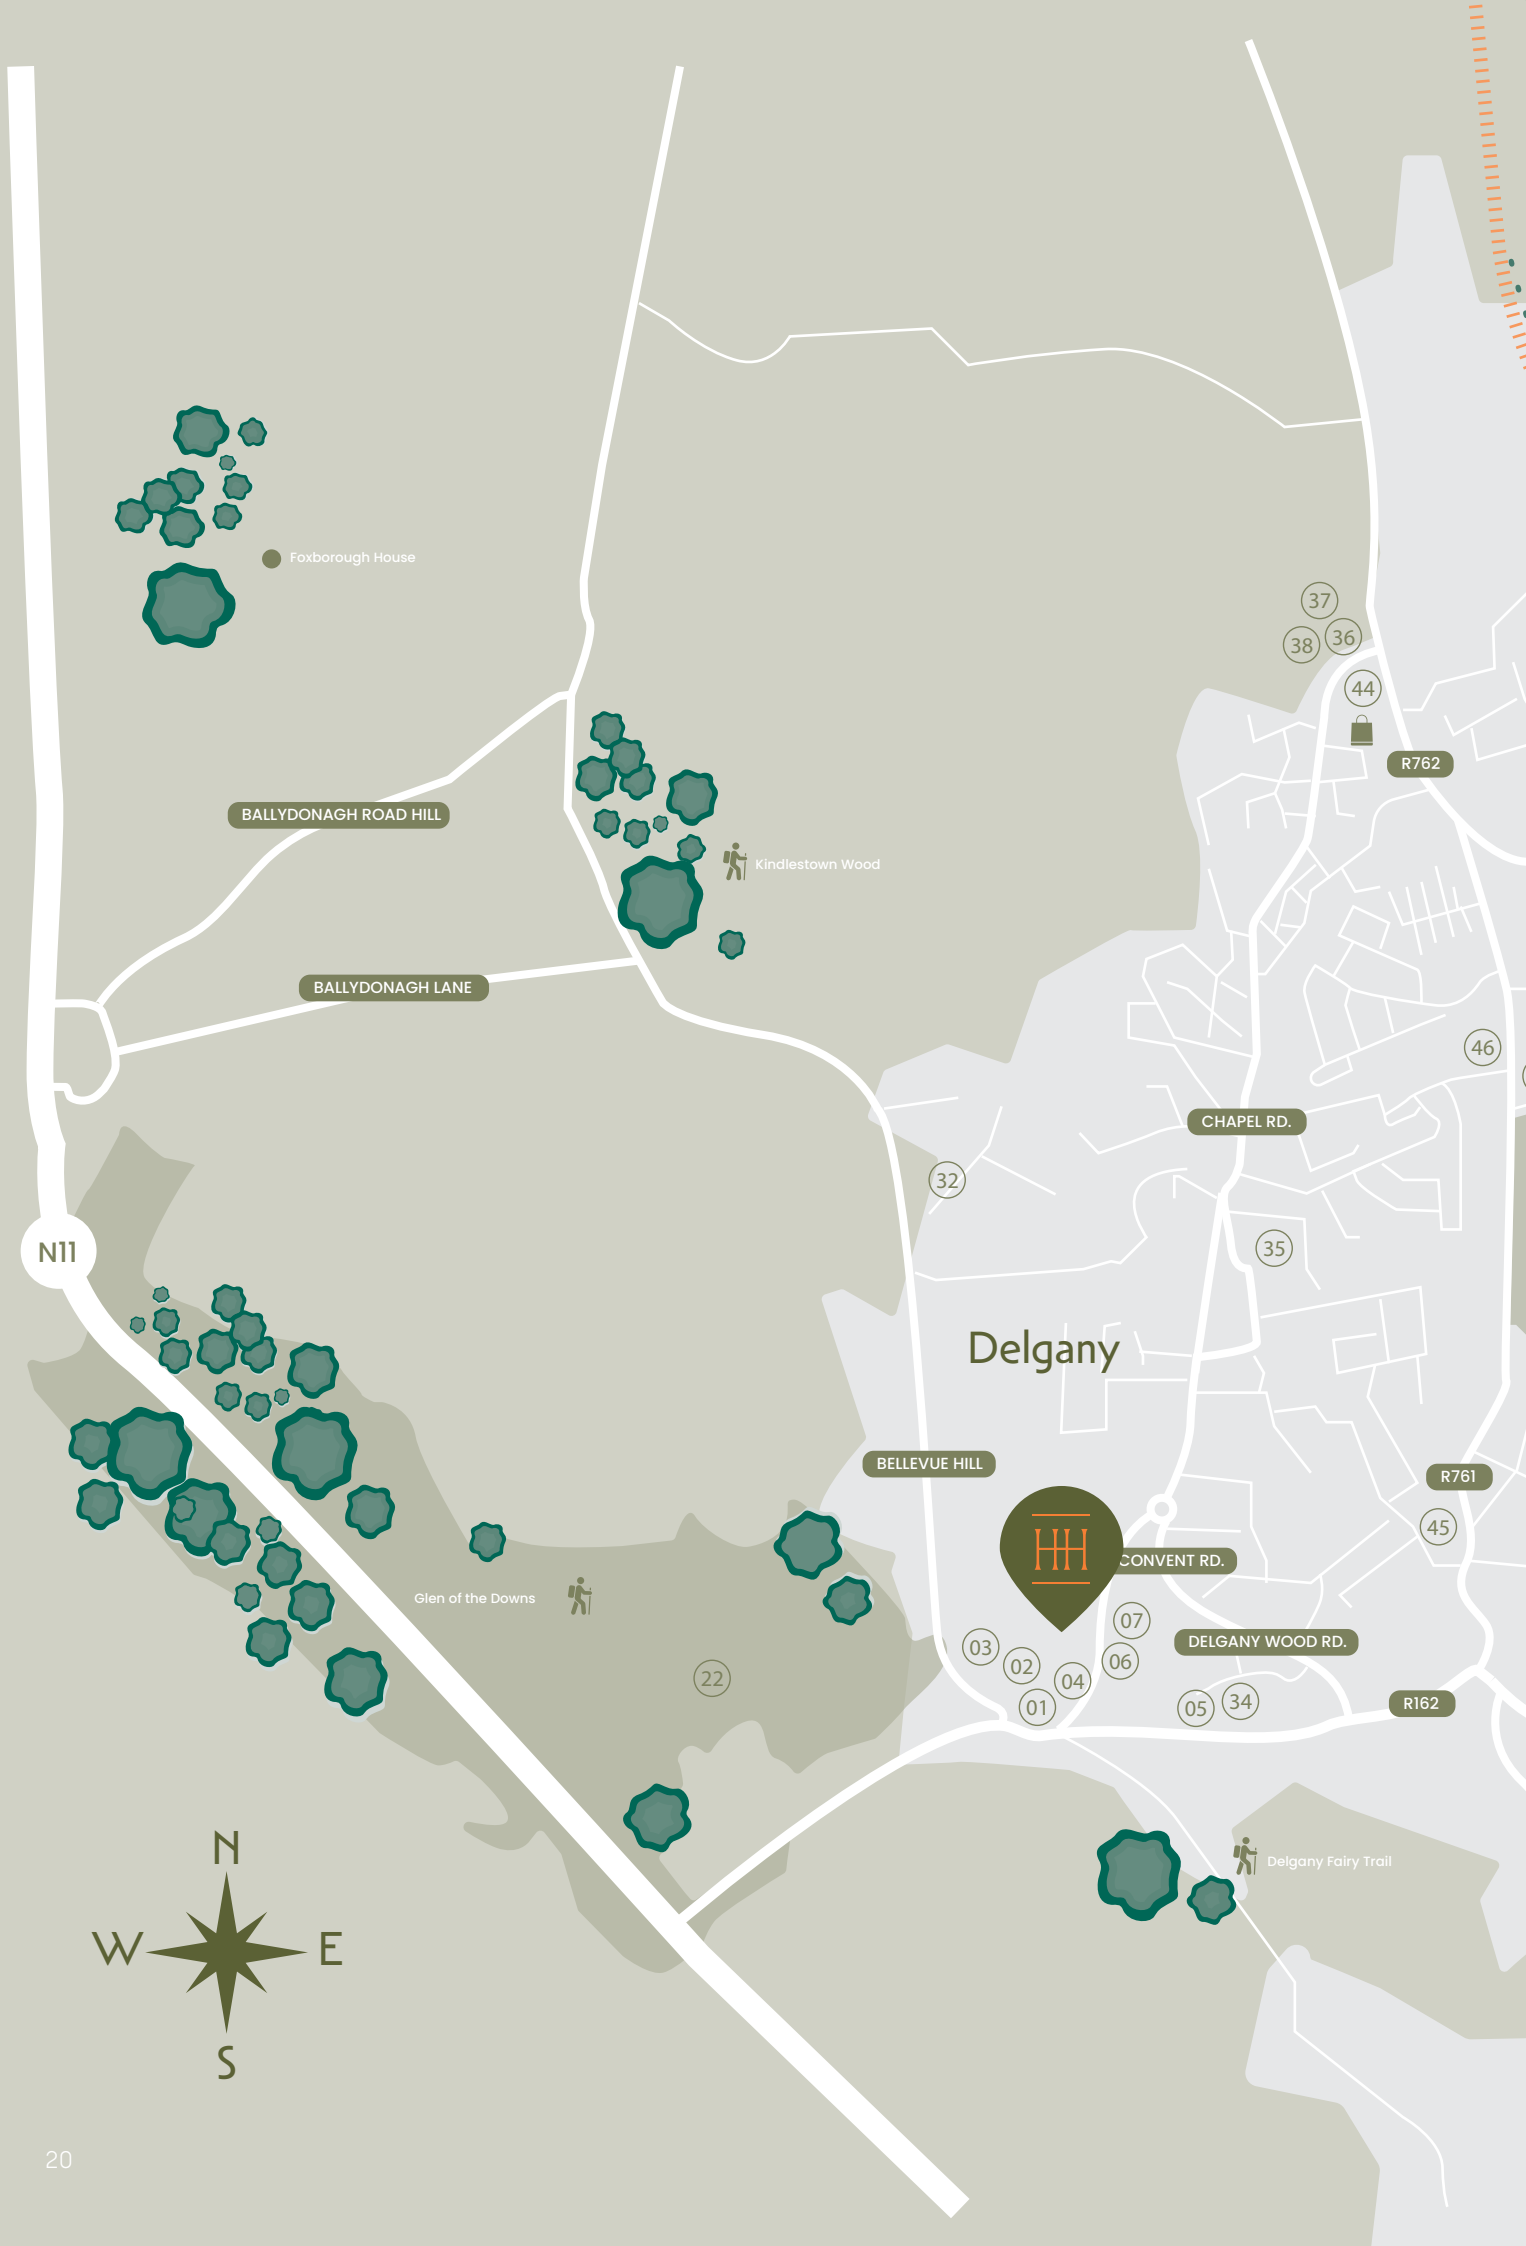 Foxborough House
37
38
36
44
R762
BALLYDONAGH ROAD HILL
Kindlestown Wood
BALLYDONAGH LANE
46
CHAPEL RD.
32
35
N11
Delgany
BELLEVUE HILL
R761
45
CONVENT RD.
Glen of the Downs
07
03
DELGANY WOOD RD.
02
06
22
04
01
05
34
R162
N
Delgany Fairy Trail
W
E
S
20